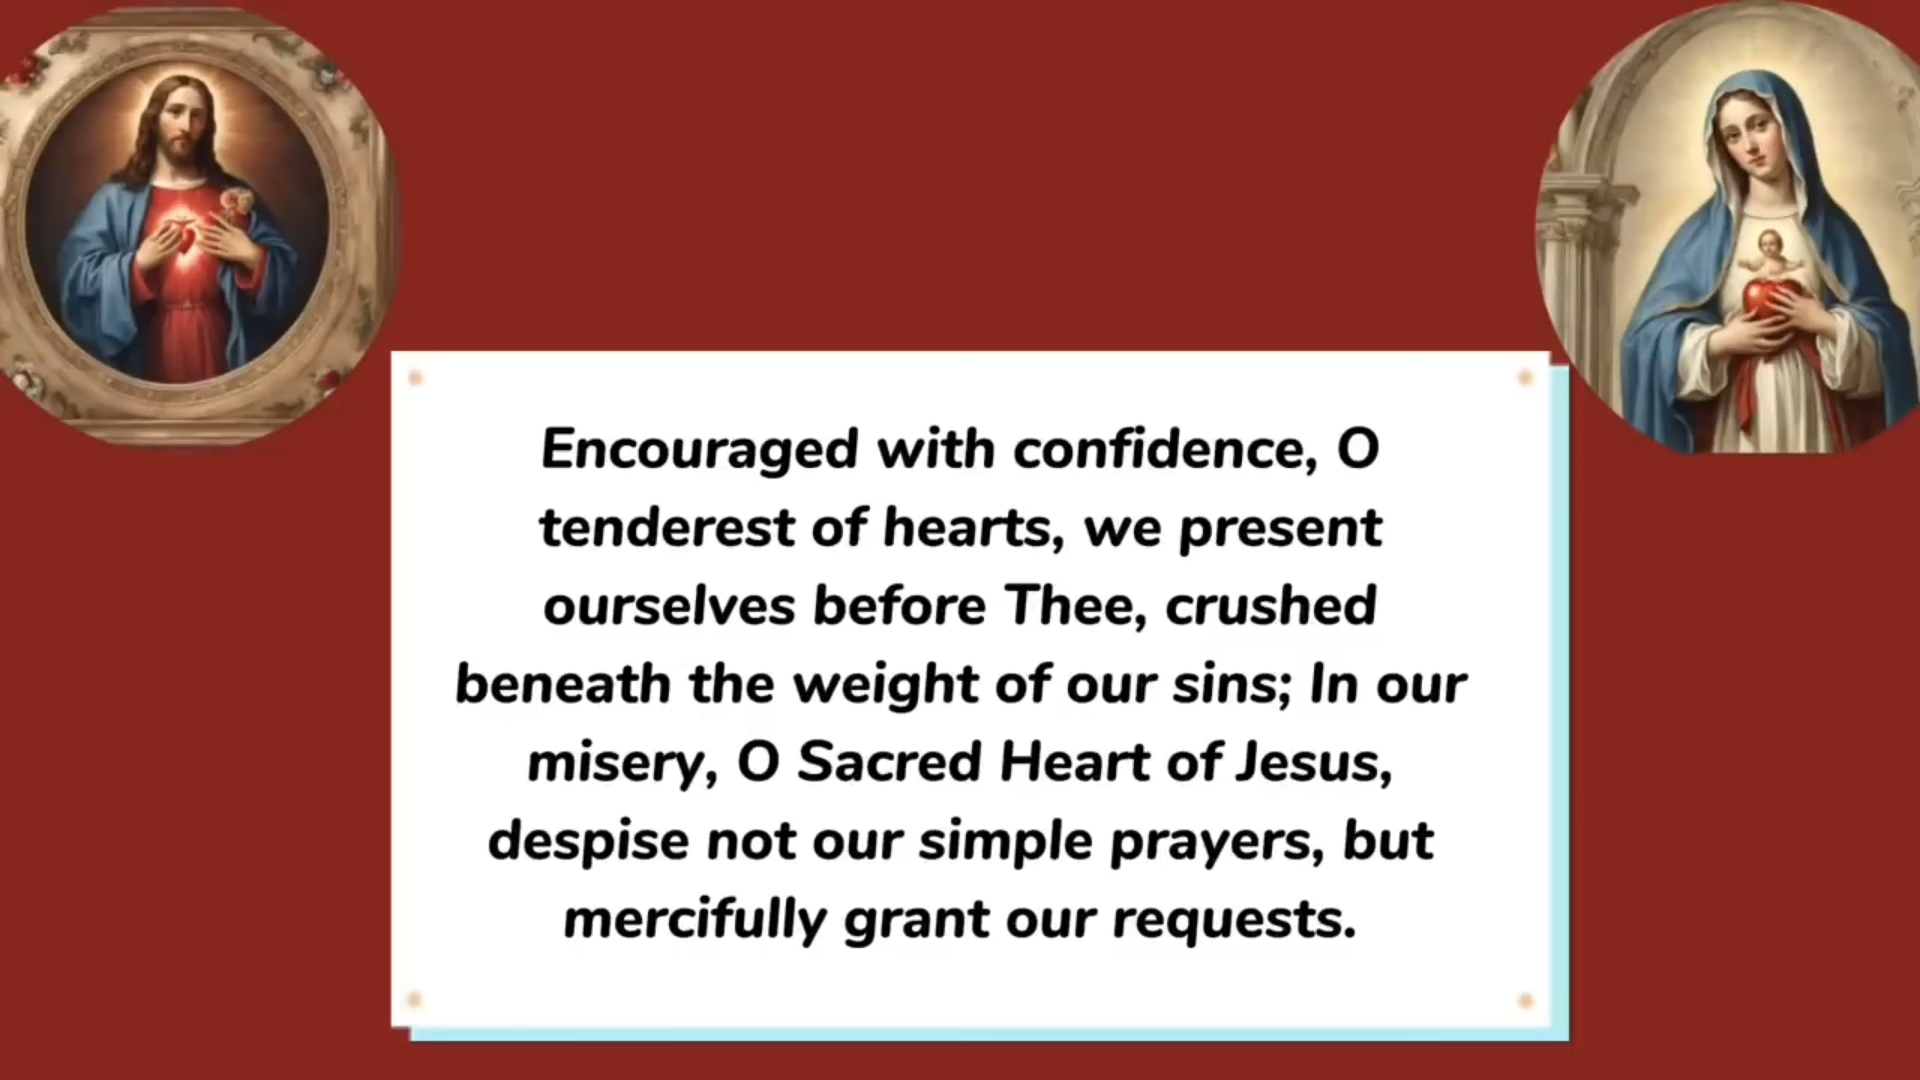 Encouraged with confidence, O
tenderest of hearts, we present
ourselves before Thee, crushed
beneath the weight of our sins; In our
misery, O Sacred Heart of Jesus,
despise not our simple prayers, but
mercifully grant our requests.